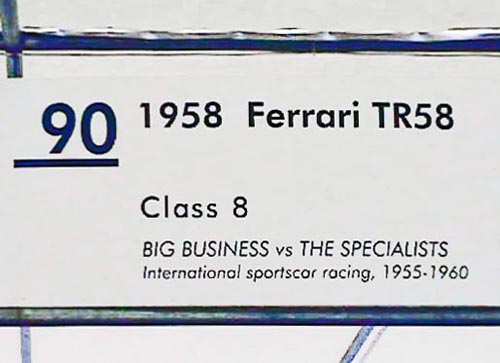 90
1958 Ferrari TR58
Class 8
BIG BUSINESS vs THE SPECIALISTS
International sportscar racing, 1955-1960